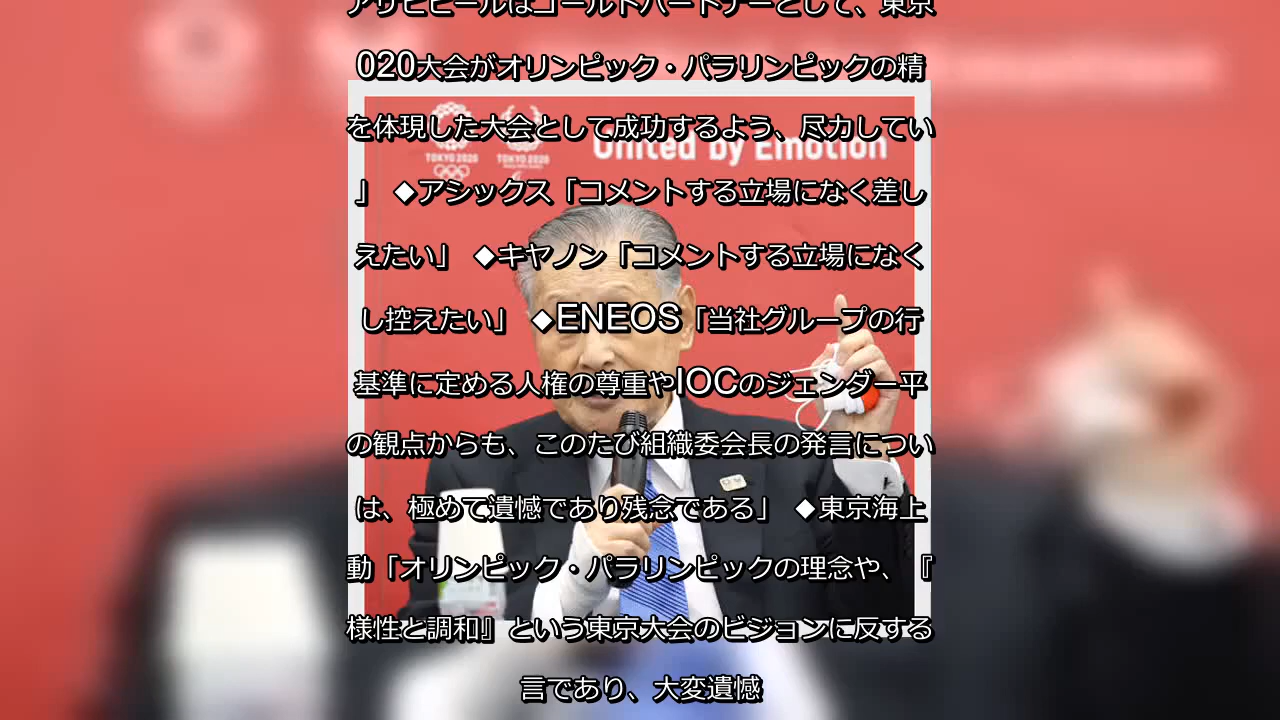 アサヒビールはゴールドパートナーとして、東京
020大会がオリンピック・パラリンピックの精
を体現した大会として成功するよう、尽力してい
」 ◆アシックス「コメントする立場になく差し
えたい」 ◆キヤノン「コメントする立場になく
し控えたい」 ◆ENEOS「当社グループの行
基準に定める人権の尊重やIOCのジェンダー平
の観点からも、このたび組織委会長の発言につい
は、極めて遺憾であり残念である」 ◆東京海上
動「オリンピック・パラリンピックの理念や、『
様性と調和』という東京大会のビジョンに反する
言であり、大変遺憾
TOKYO 2020
TOKYO 2020
United by Emotion